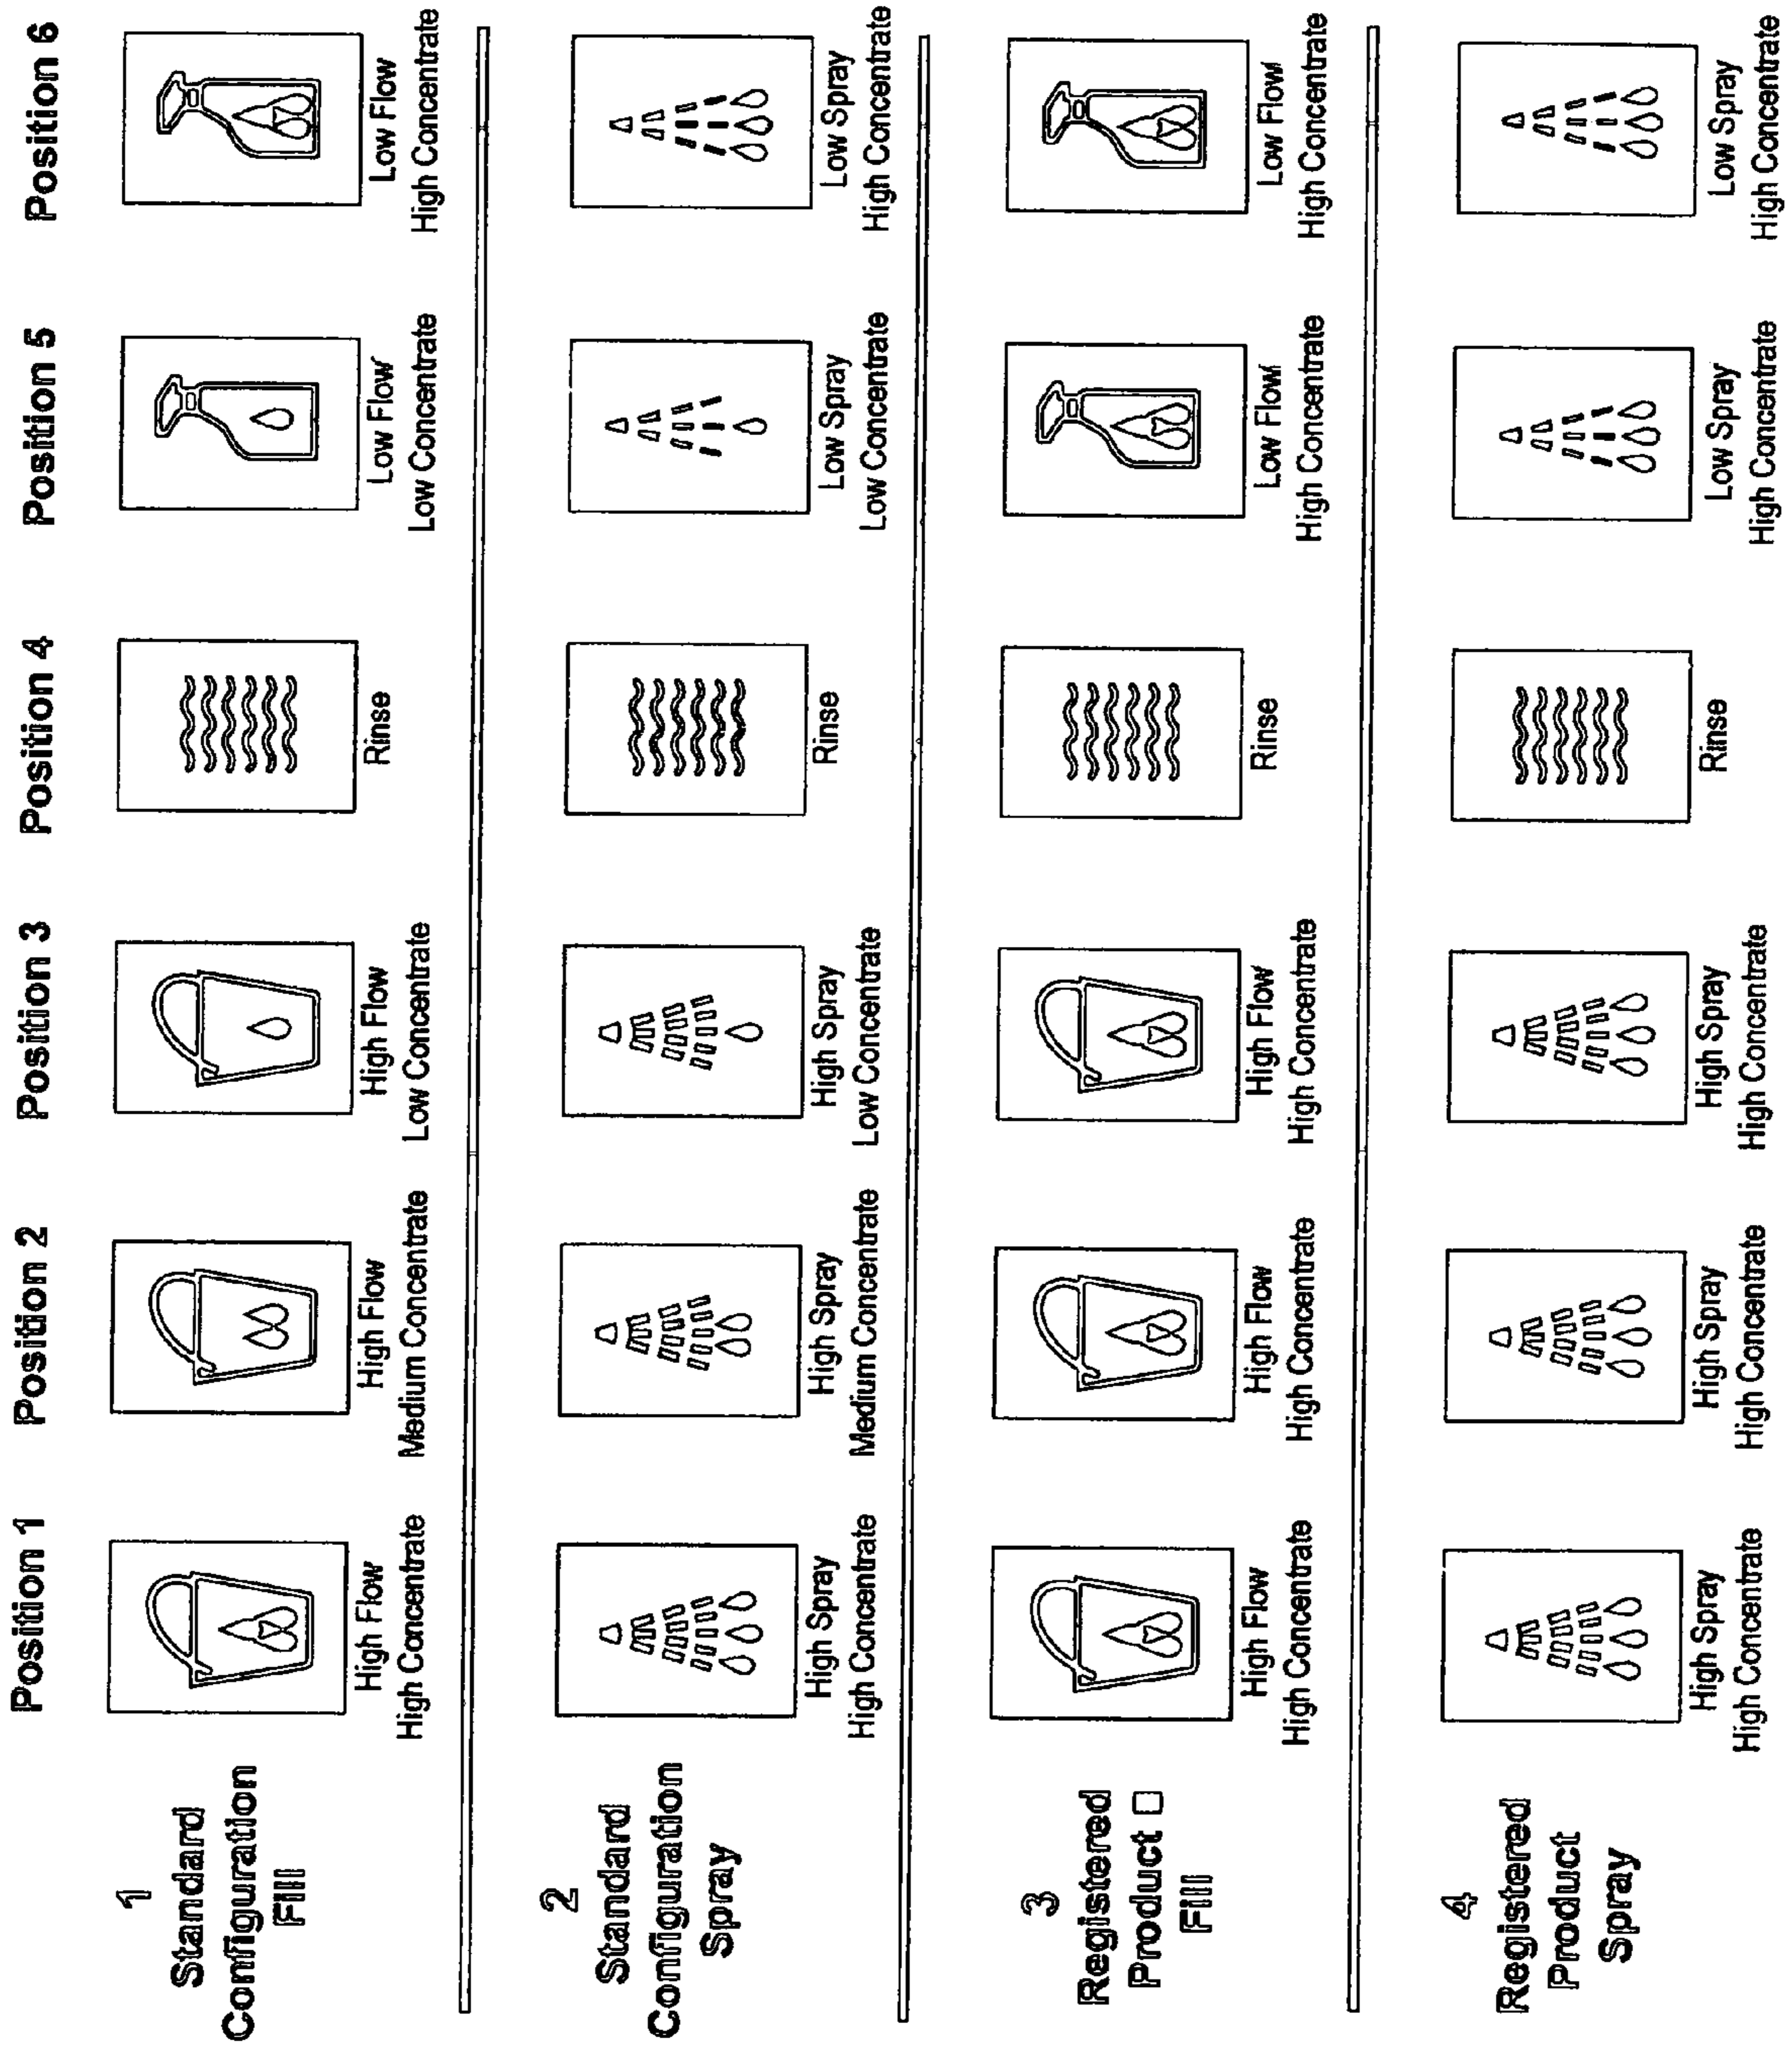 Position 1
Position 2
Position 3
Position 4
Position 5
Position 6
1
Standard
Configuration
Fill
High Flow
High Concentrate
High Flow
Medium Concentrate
High Flow
Low Concentrate
Rinse
Low Flow
Low Concentrate
Low Flow
High Concentrate
2
Standard
Configuration
Spray
High Spray
High Concentrate
High Spray
Medium Concentrate
High Spray
Low Concentrate
Rinse
Low Spray
Low Concentrate
Low Spray
High Concentrate
3
Registered
Product □
Fill
High Flow
High Concentrate
High Flow
High Concentrate
High Flow
High Concentrate
Rinse
Low Flow
High Concentrate
Low Flow
High Concentrate
4
Registered
Product
Spray
High Spray
High Concentrate
High Spray
High Concentrate
High Spray
High Concentrate
Rinse
Low Spray
High Concentrate
Low Spray
High Concentrate